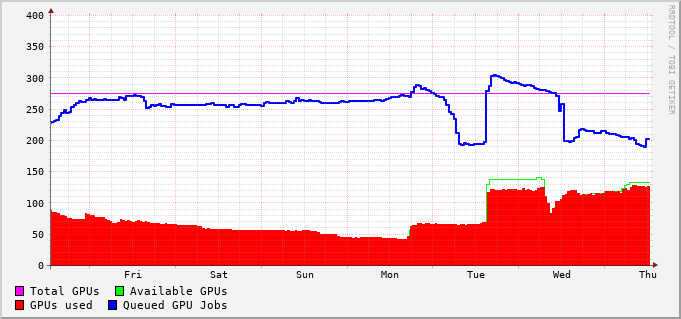 400
350
300
250
200
150
100
50
0
Fri Sat Sun Mon Tue Wed Thu
Total GPUs Available GPUs
GPUs used Queued GPU Jobs
RRDTOOL / TOBI OETIKER